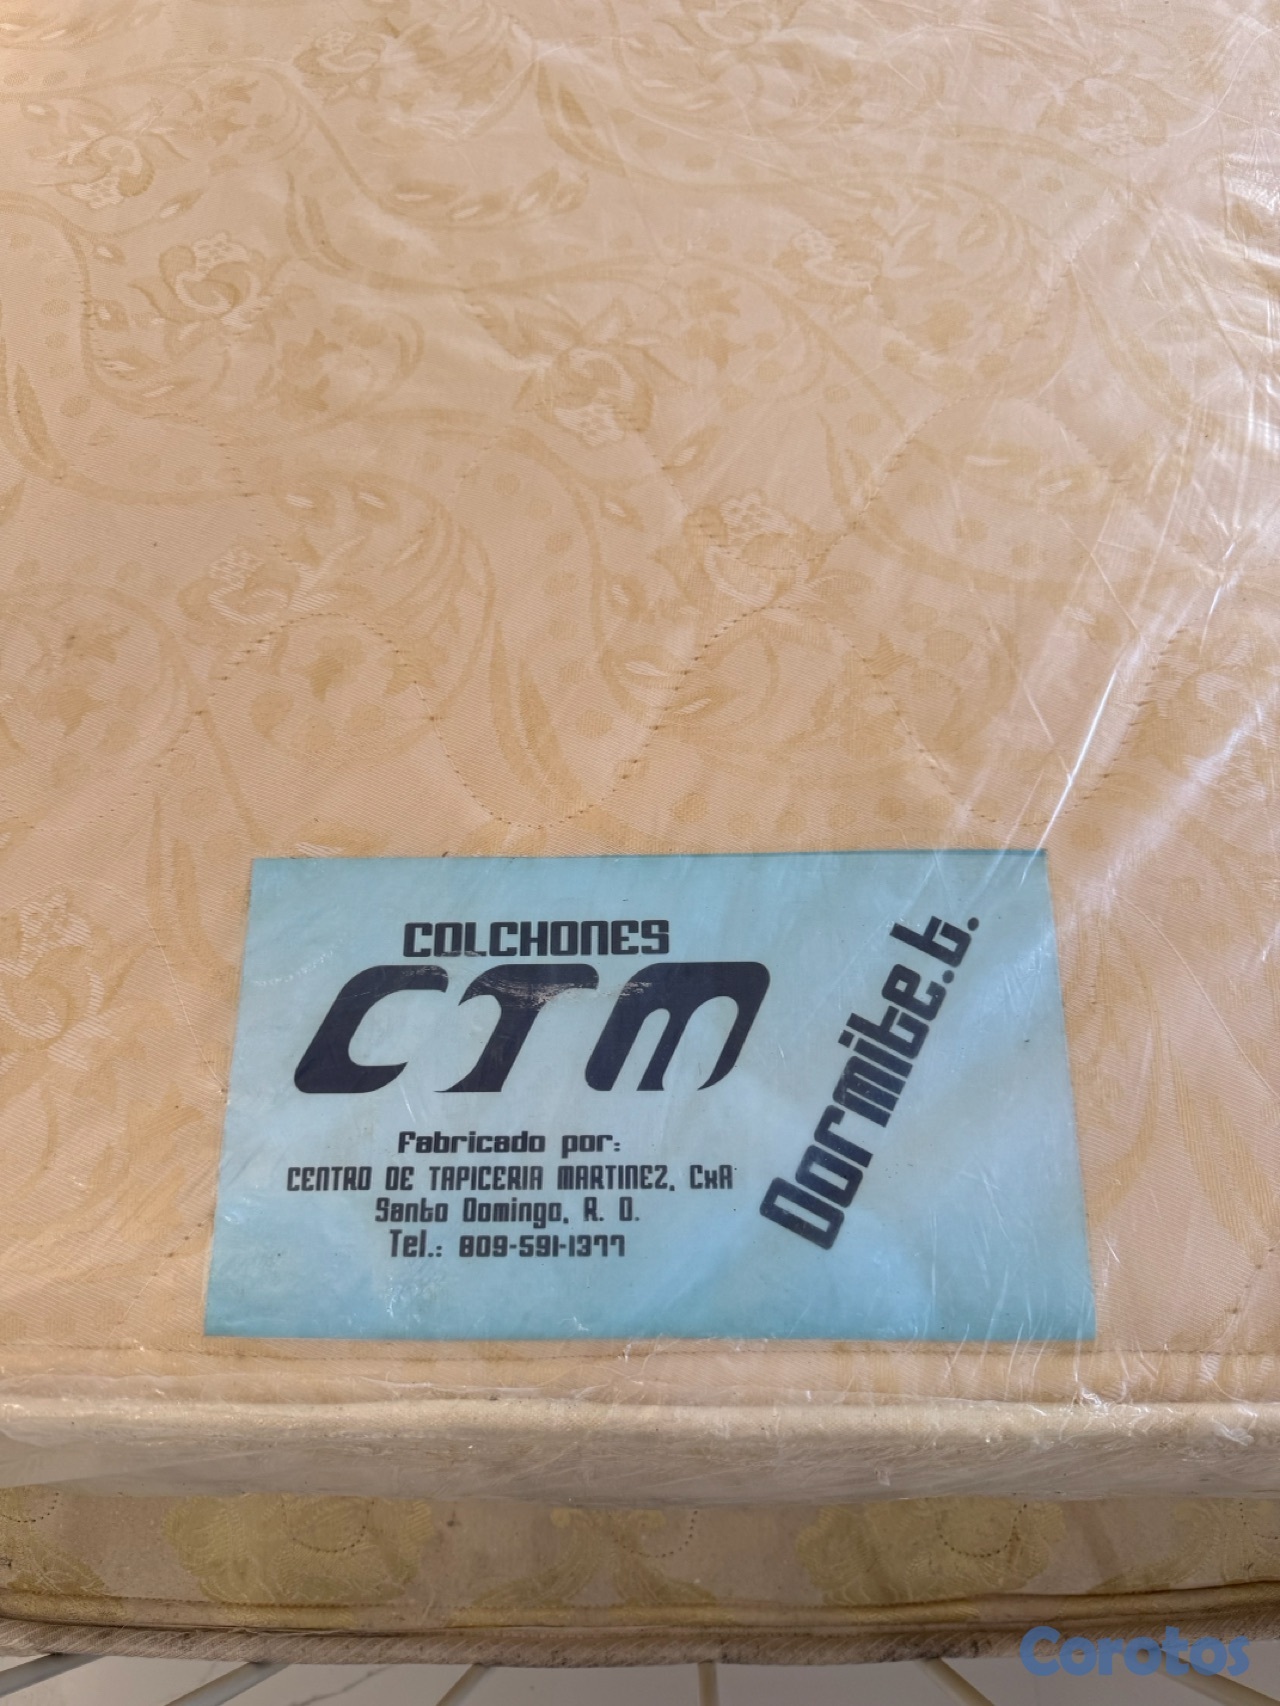 COLCHONES
CTM
Fabricado por:
CENTRO DE TAPICERIA MARTINEZ, CxA
Santo Domingo, R. D.
Tel.: 809-591-1377
Dormite.b.
Corotos